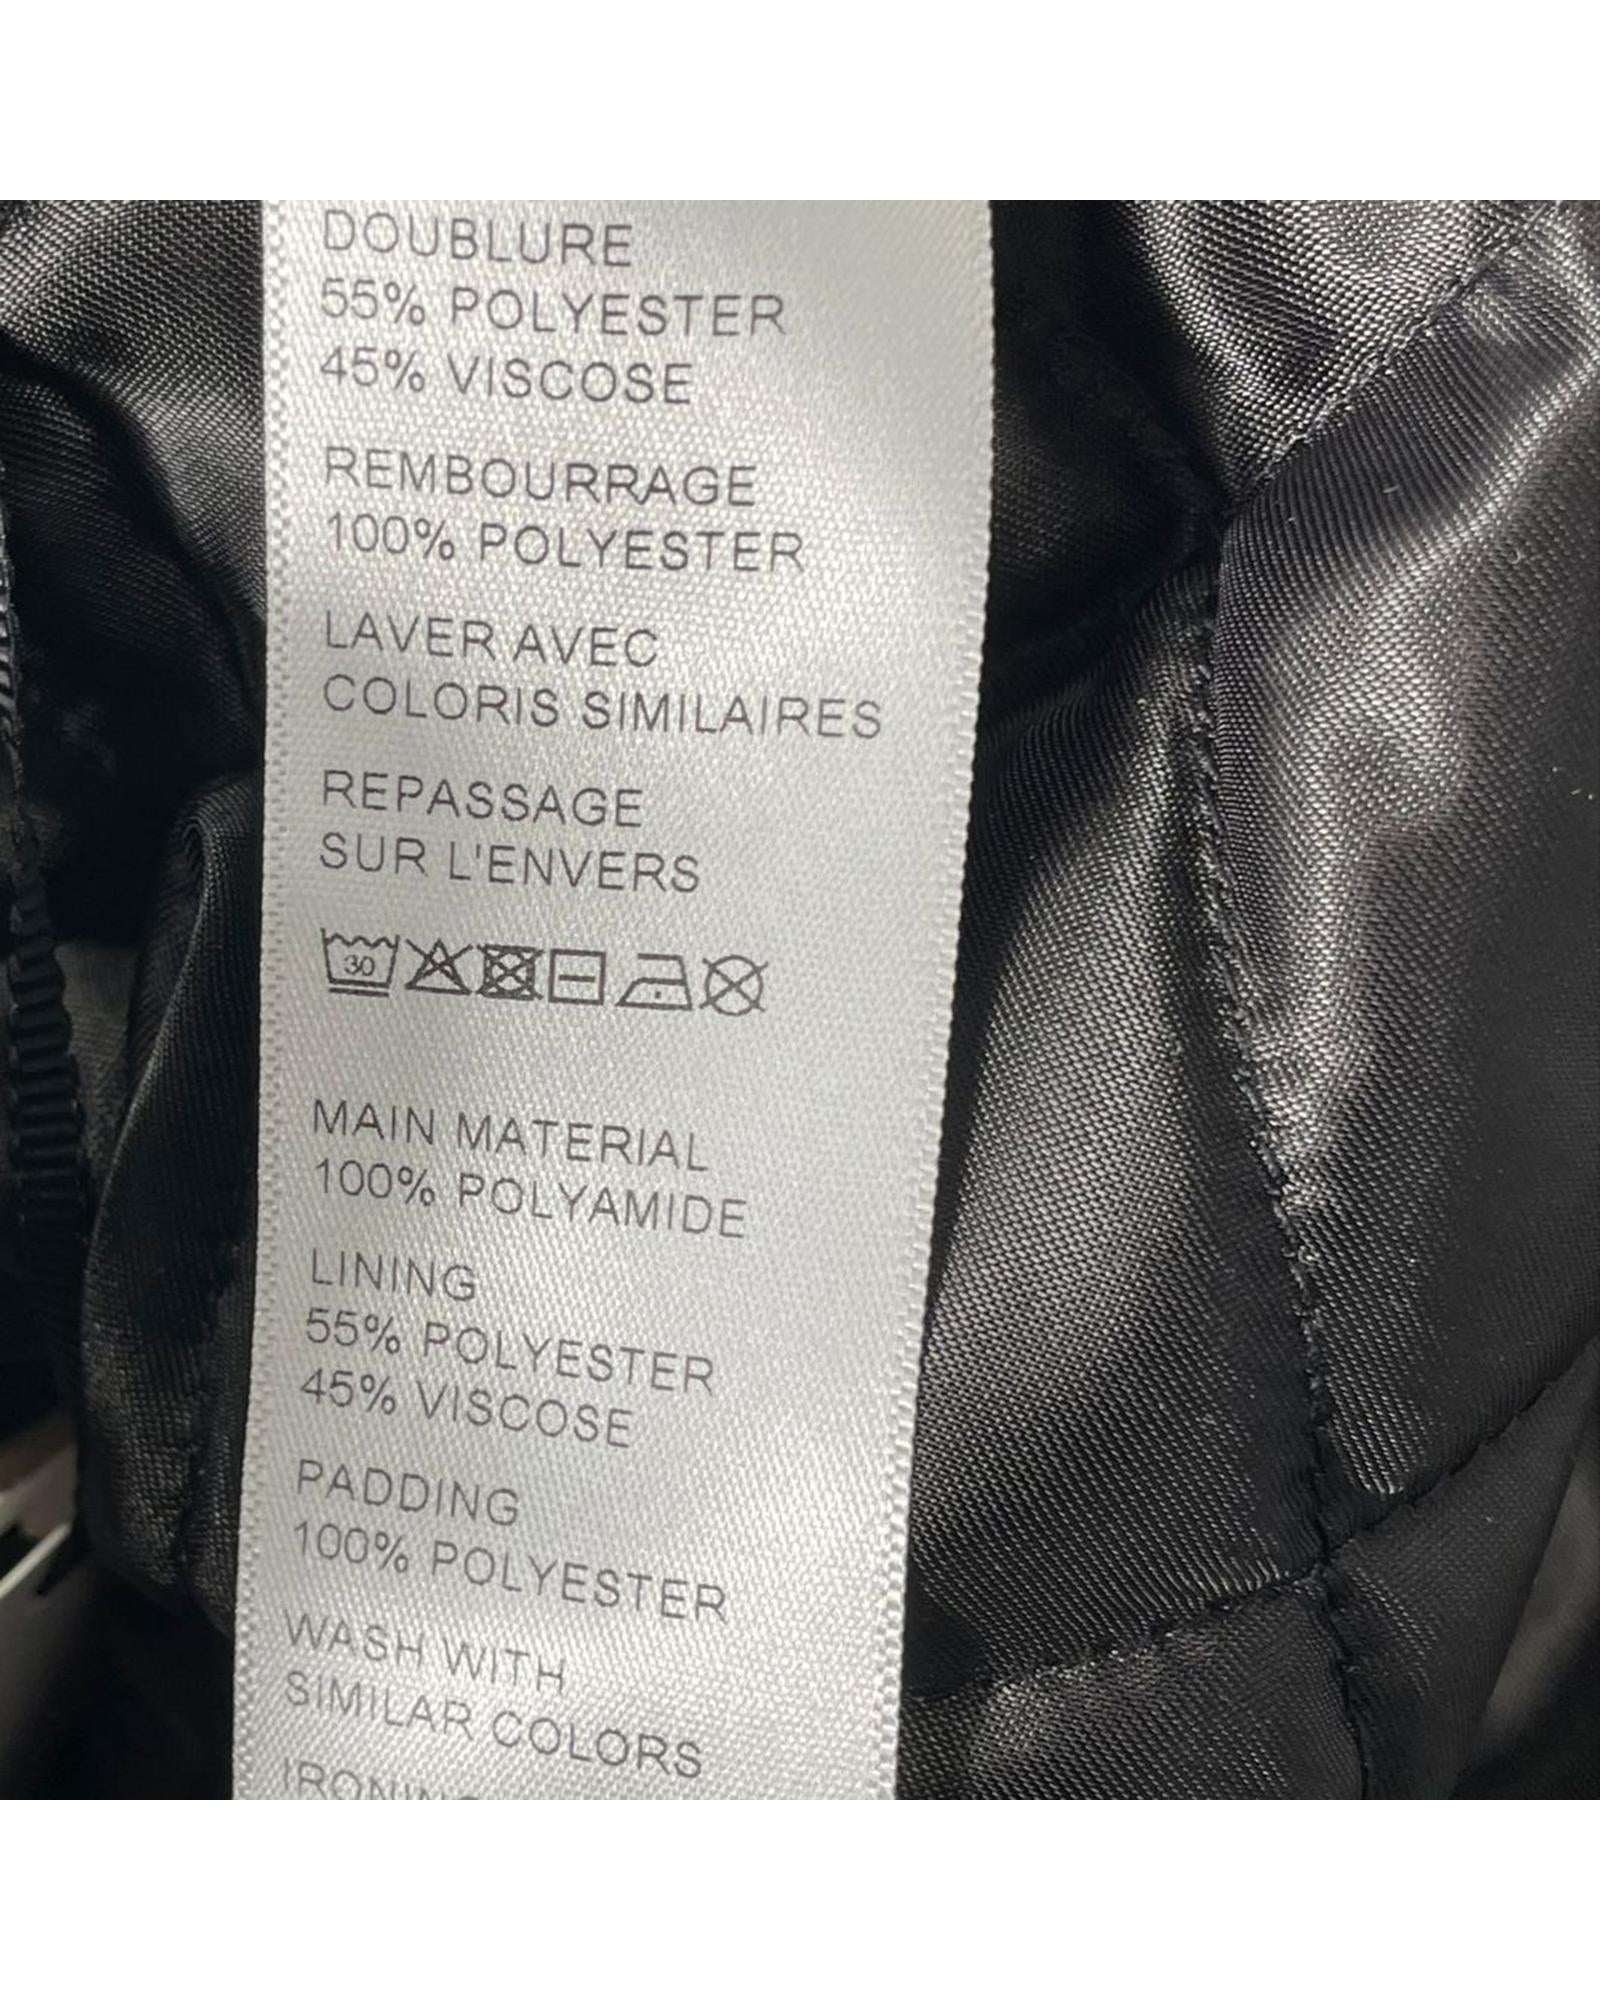 DOUBLURE
55% POLYESTER
45% VISCOSE
REMBOURRAGE
100% POLYESTER
LAVER AVEC
COLORIS SIMILAIRES
REPASSAGE
SUR L'ENVERS
30
MAIN MATERIAL
100% POLYAMIDE
LINING
55% POLYESTER
45% VISCOSE
PADDING
100% POLYESTER
WASH WITH
SIMILAR COLORS
IRONING